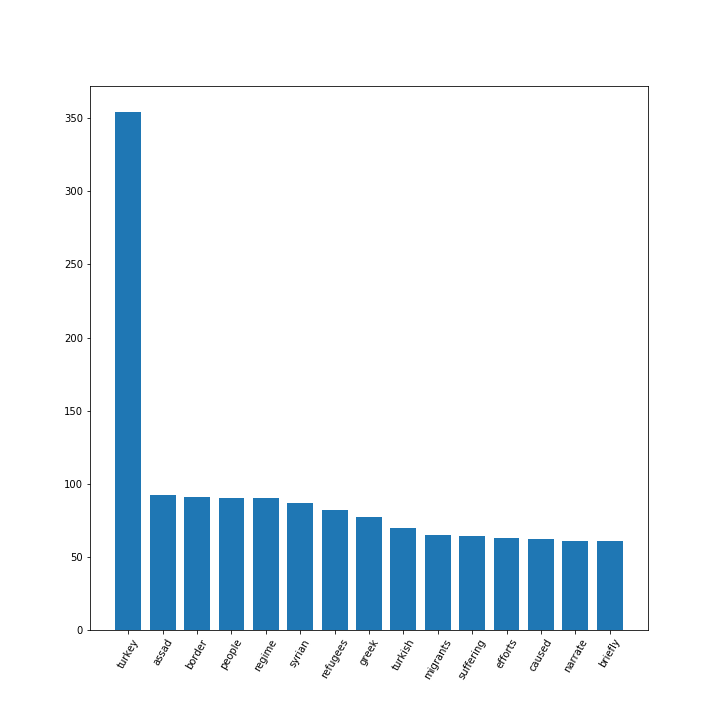 350
300
250
200
150
100
50
0
turkey
assad
border
people
regime
syrian
refugees
greek
turkish
migrants
suffering
efforts
caused
narrate
briefly